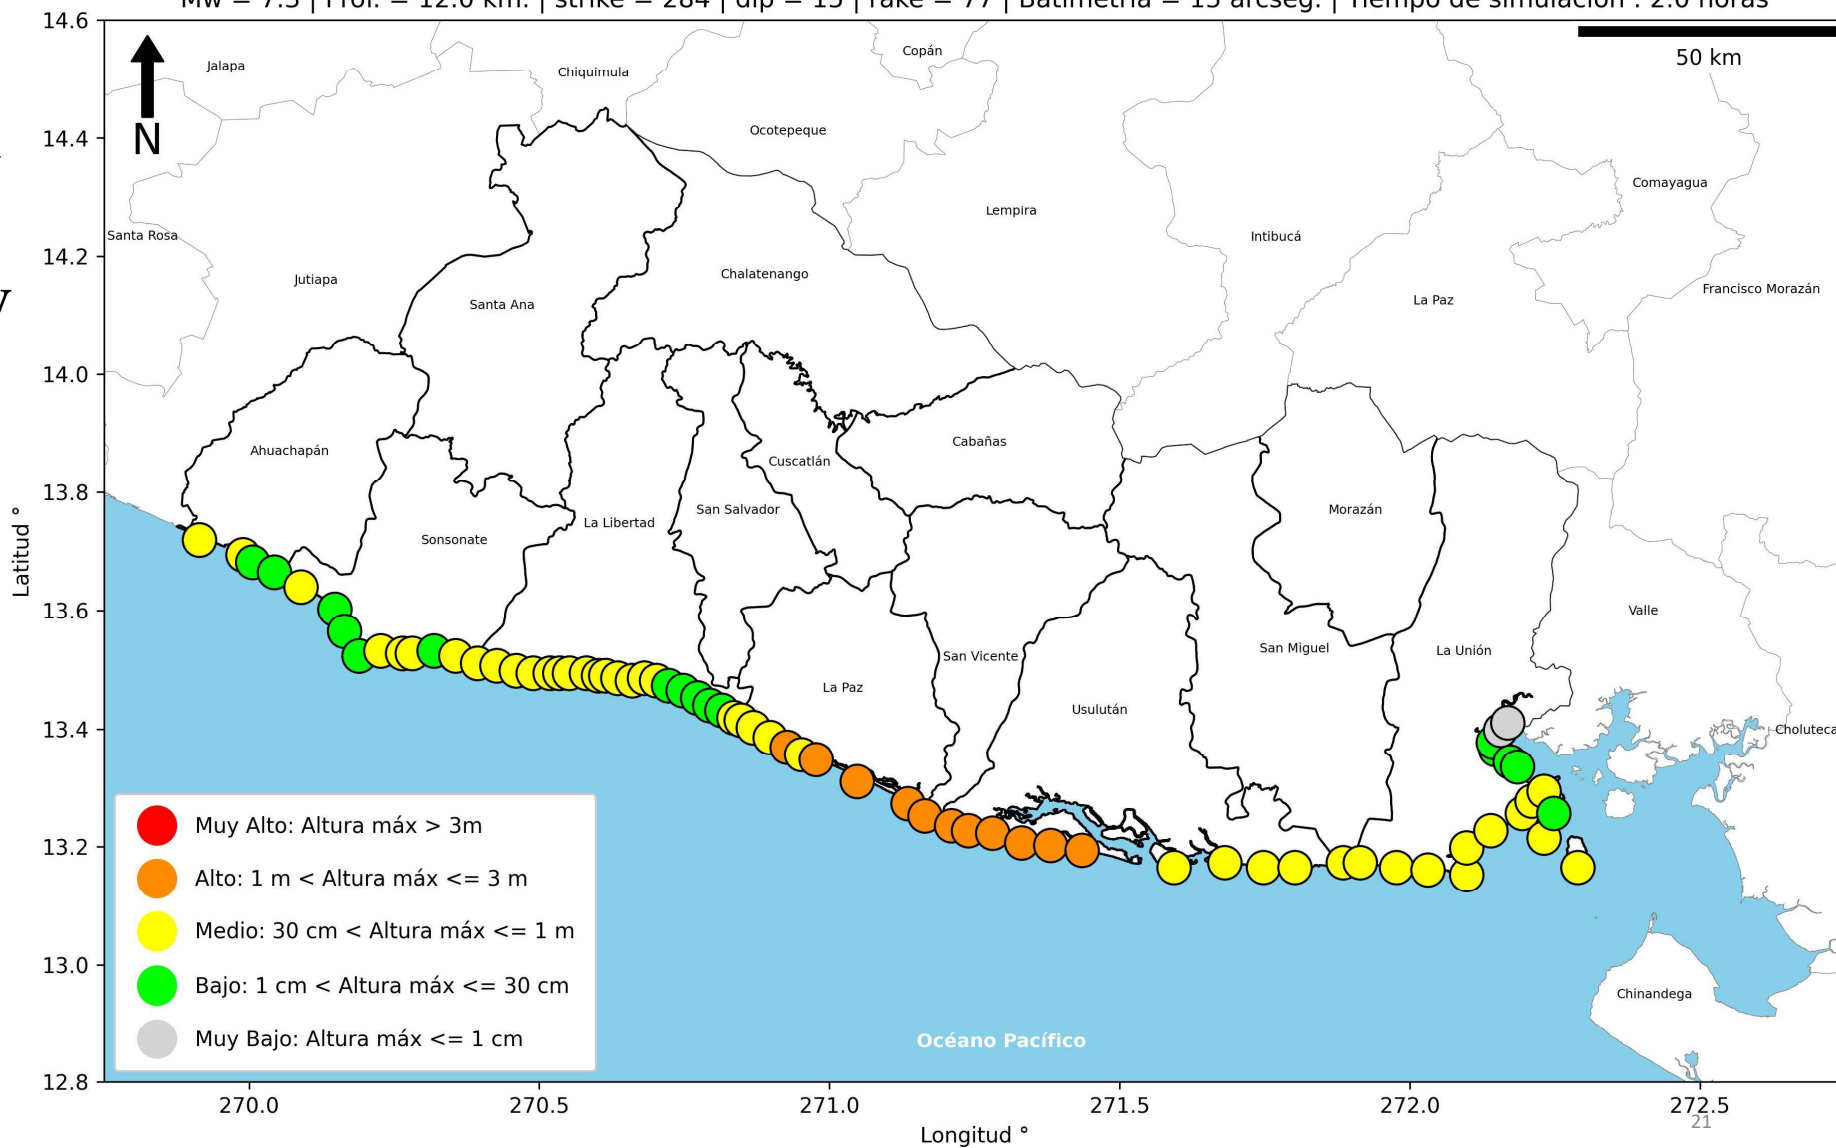 Mw = 7.3 | Prof. = 12.0 km. | strike = 284 | dip = 15 | rake = 77 | Batimetría = 15 arcseg. | Tiempo de simulación : 2.0 horas
14.6
14.4
14.2
14.0
13.8
13.6
13.4
13.2
13.0
12.8
Latitud °
N
50 km
Copán
Jalapa
Chiquimula
Ocotepeque
Comayagua
Lempira
Santa Rosa
Intibucá
Jutiapa
Chalatenango
Francisco Morazán
Santa Ana
La Paz
y
Ahuachapán
Cabañas
Cuscatlán
San Salvador
Morazán
La Libertad
Sonsonate
Valle
San Miguel
La Unión
San Vicente
La Paz
Usulután
Choluteca
Chinandega
Océano Pacífico
Muy Alto: Altura máx > 3m
Alto: 1 m < Altura máx <= 3 m
Medio: 30 cm < Altura máx <= 1 m
Bajo: 1 cm < Altura máx <= 30 cm
Muy Bajo: Altura máx <= 1 cm
270.0 270.5 271.0 271.5 272.0 272.5
21
Longitud °